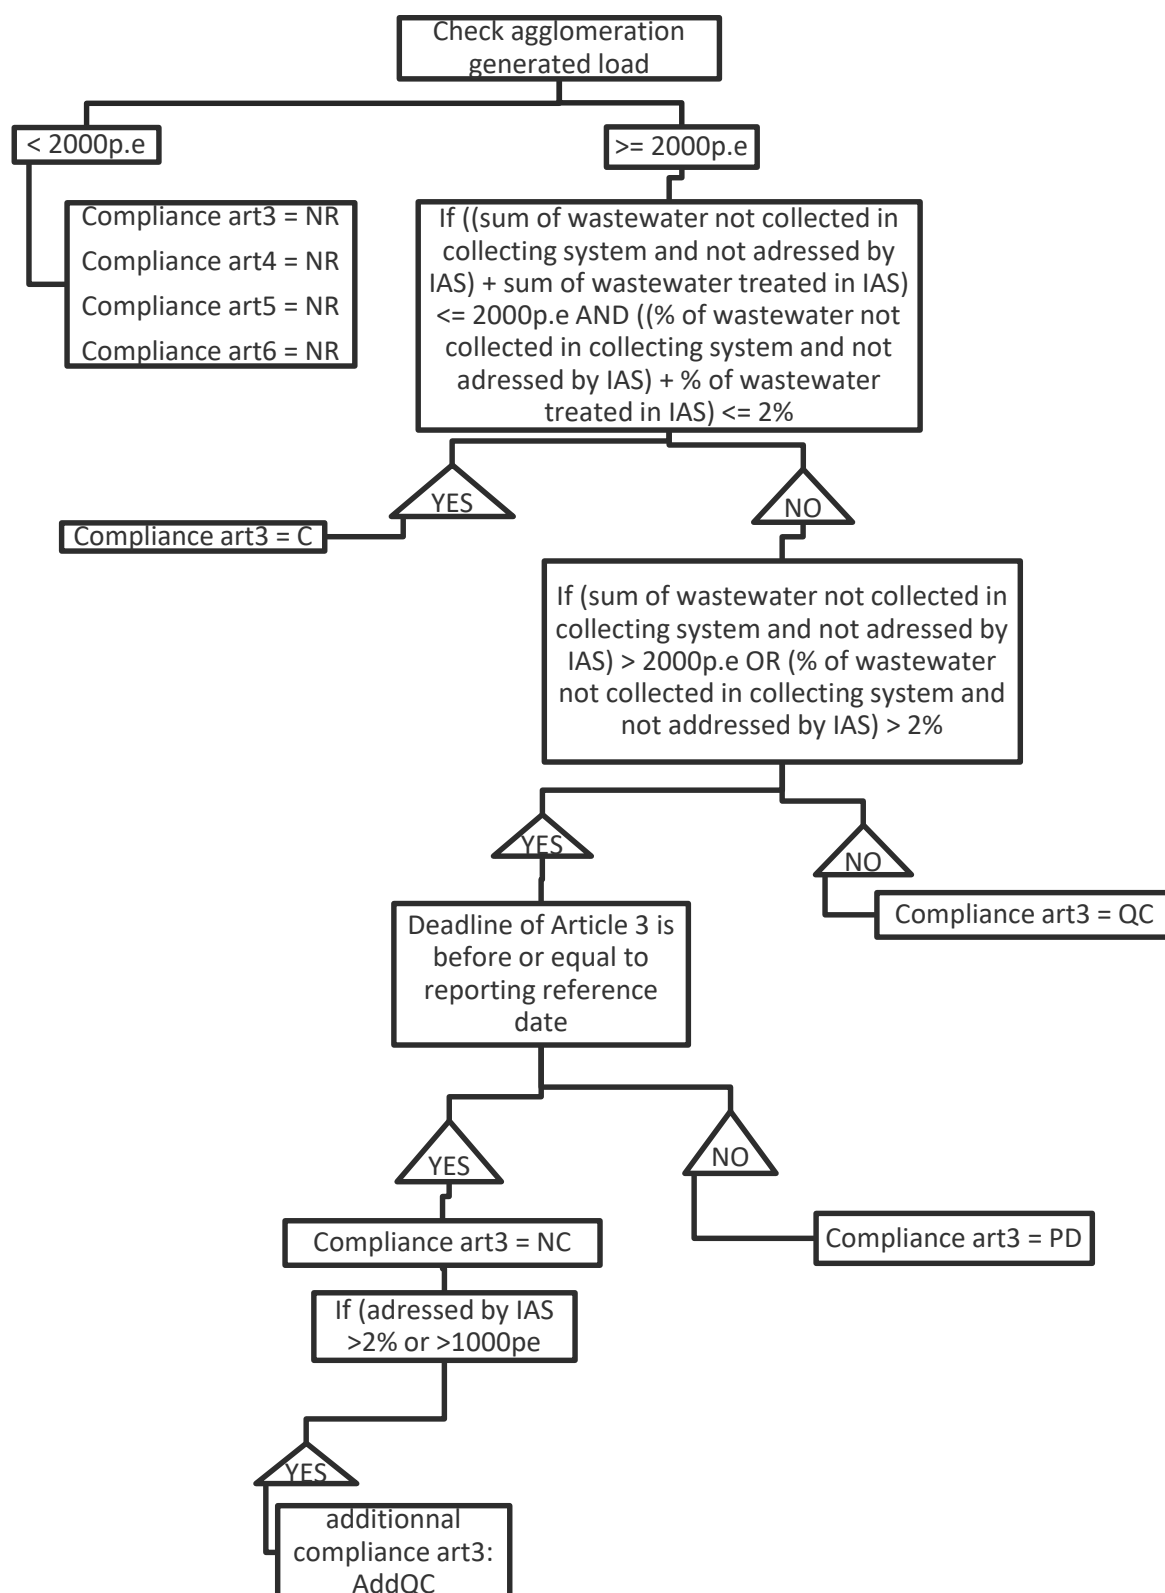 Check agglomeration
generated load
< 2000p.e
>= 2000p.e
Compliance art3 = NR
Compliance art4 = NR
Compliance art5 = NR
Compliance art6 = NR
If ((sum of wastewater not collected in
collecting system and not adressed by
IAS) + sum of wastewater treated in IAS)
<= 2000p.e AND ((% of wastewater not
collected in collecting system and not
adressed by IAS) + % of wastewater
treated in IAS) <= 2%
YES
NO
Compliance art3 = C
If (sum of wastewater not collected in
collecting system and not adressed by
IAS) > 2000p.e OR (% of wastewater
not collected in collecting system and
not addressed by IAS) > 2%
YES
NO
Compliance art3 = QC
Deadline of Article 3 is
before or equal to
reporting reference
date
YES
NO
Compliance art3 = NC
Compliance art3 = PD
If (adressed by IAS
>2% or >1000pe
YES
additionnal
compliance art3:
AddQC